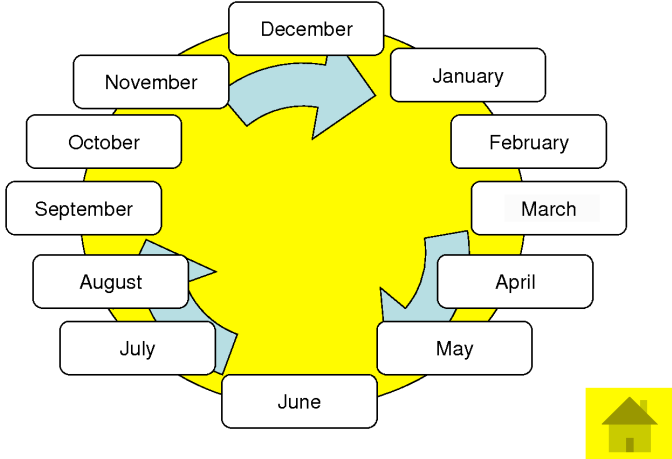 December
November
January
October
February
September
March
August
April
July
May
June